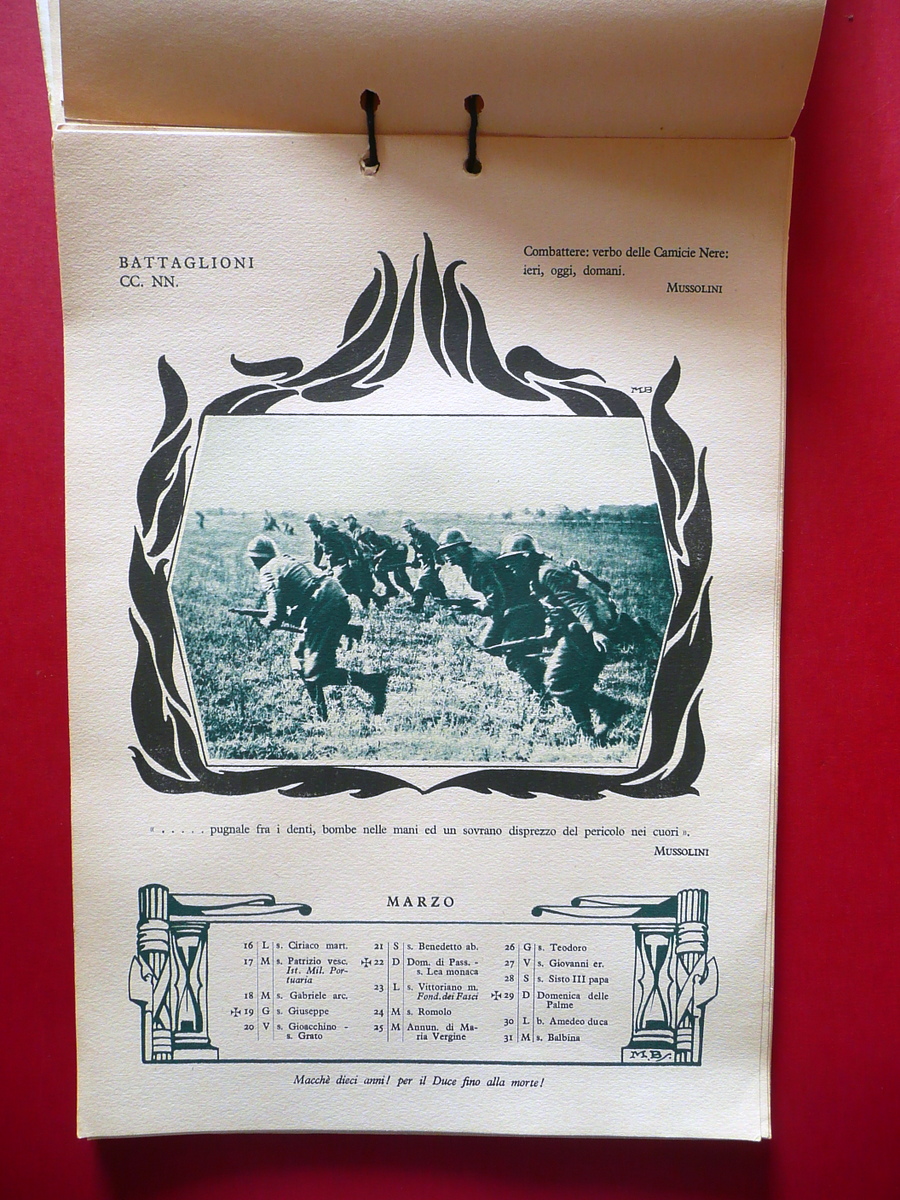 BATTAGLIONI
CC. NN.
Combattere: verbo delle Camicie Nere:
ieri, oggi, domani.
MUSSOLINI
MB
« . . . . . pugnale fra i denti, bombe nelle mani ed un sovrano disprezzo del pericolo nei cuori ».
MUSSOLINI
MARZO
16 L s. Ciriaco mart.
17 M s. Patrizio vesc.
Ist. Mil. Por-
tuaria
18 M s. Gabriele arc.
✠ 19 G s. Giuseppe
20 V s. Gioacchino -
s. Grato
21 S s. Benedetto ab.
✠ 22 D Dom. di Pass. -
s. Lea monaca
23 L s. Vittoriano m.
Fond. dei Fasci
24 M s. Romolo
25 M Annun. di Ma-
ria Vergine
26 G s. Teodoro
27 V s. Giovanni er.
28 S s. Sisto III papa
✠ 29 D Domenica delle
Palme
30 L b. Amedeo duca
31 M s. Balbina
M.B.
Macchè dieci anni! per il Duce fino alla morte!